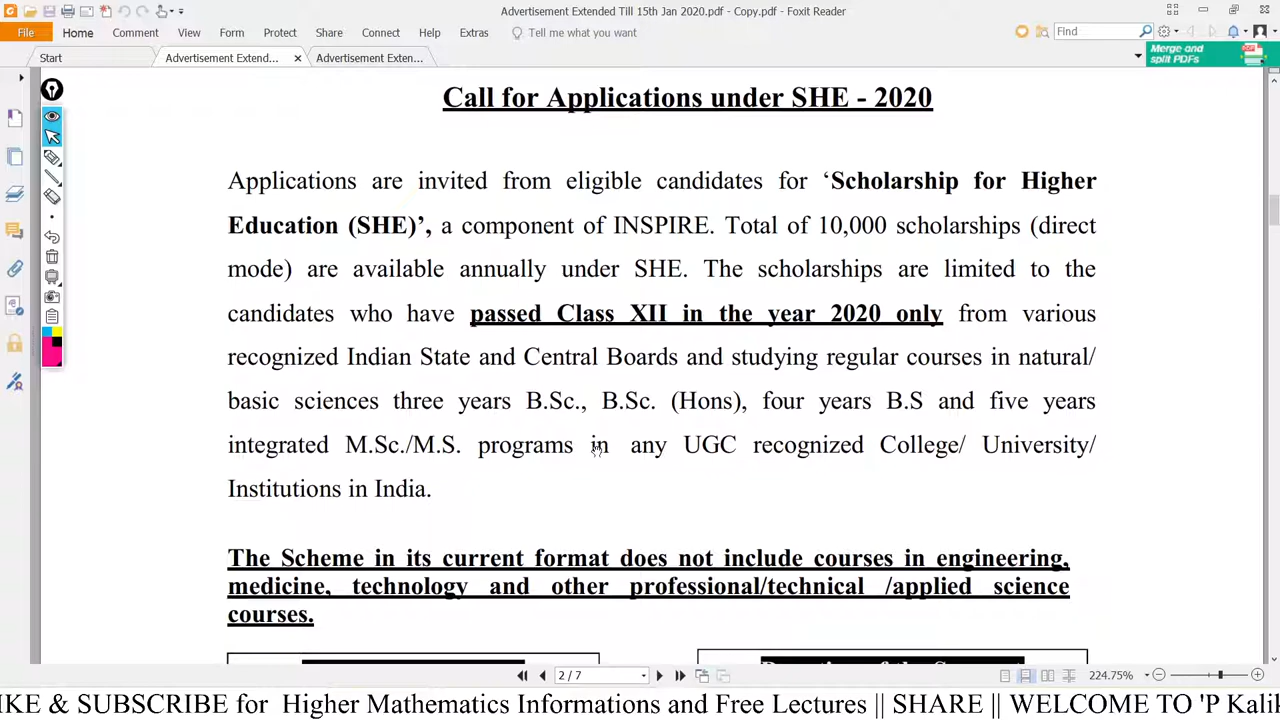 Advertisement Extended Till 15th Jan 2020.pdf - Copy.pdf - Foxit Reader
File Home Comment View Form Protect Share Connect Help Extras Tell me what you want Find
Start Advertisement Extend... Advertisement Exten... Merge and split PDFs
Call for Applications under SHE - 2020
Applications are invited from eligible candidates for ‘Scholarship for Higher
Education (SHE)’, a component of INSPIRE. Total of 10,000 scholarships (direct
mode) are available annually under SHE. The scholarships are limited to the
candidates who have passed Class XII in the year 2020 only from various
recognized Indian State and Central Boards and studying regular courses in natural/
basic sciences three years B.Sc., B.Sc. (Hons), four years B.S and five years
integrated M.Sc./M.S. programs in any UGC recognized College/ University/
Institutions in India.
The Scheme in its current format does not include courses in engineering,
medicine, technology and other professional/technical /applied science
courses.
2 / 7 224.75%
IKE & SUBSCRIBE for Higher Mathematics Informations and Free Lectures || SHARE || WELCOME TO 'P Kalik